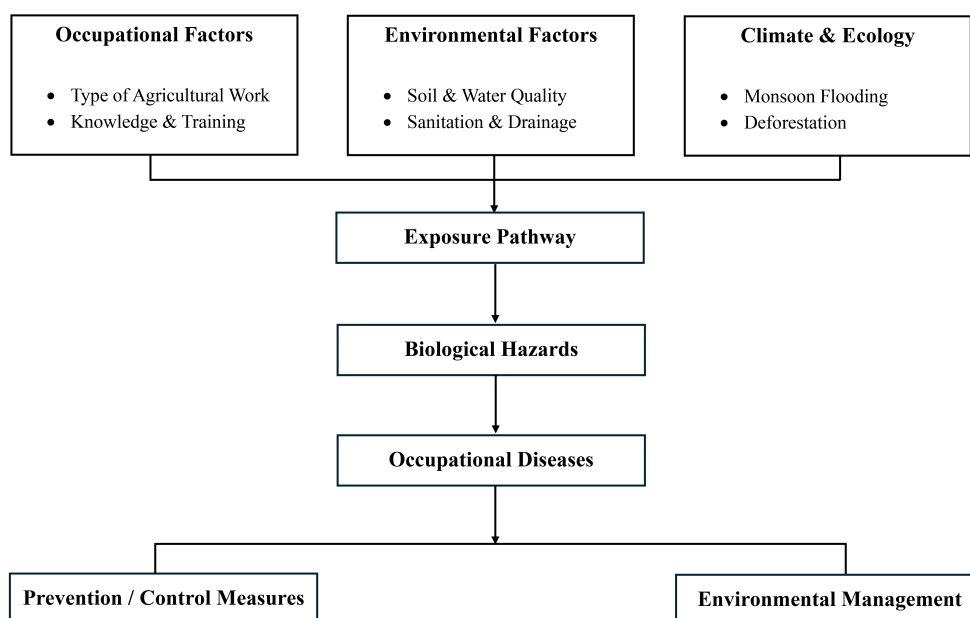 Occupational Factors
• Type of Agricultural Work
• Knowledge & Training
Environmental Factors
• Soil & Water Quality
• Sanitation & Drainage
Climate & Ecology
• Monsoon Flooding
• Deforestation
Exposure Pathway
Biological Hazards
Occupational Diseases
Prevention / Control Measures
Environmental Management